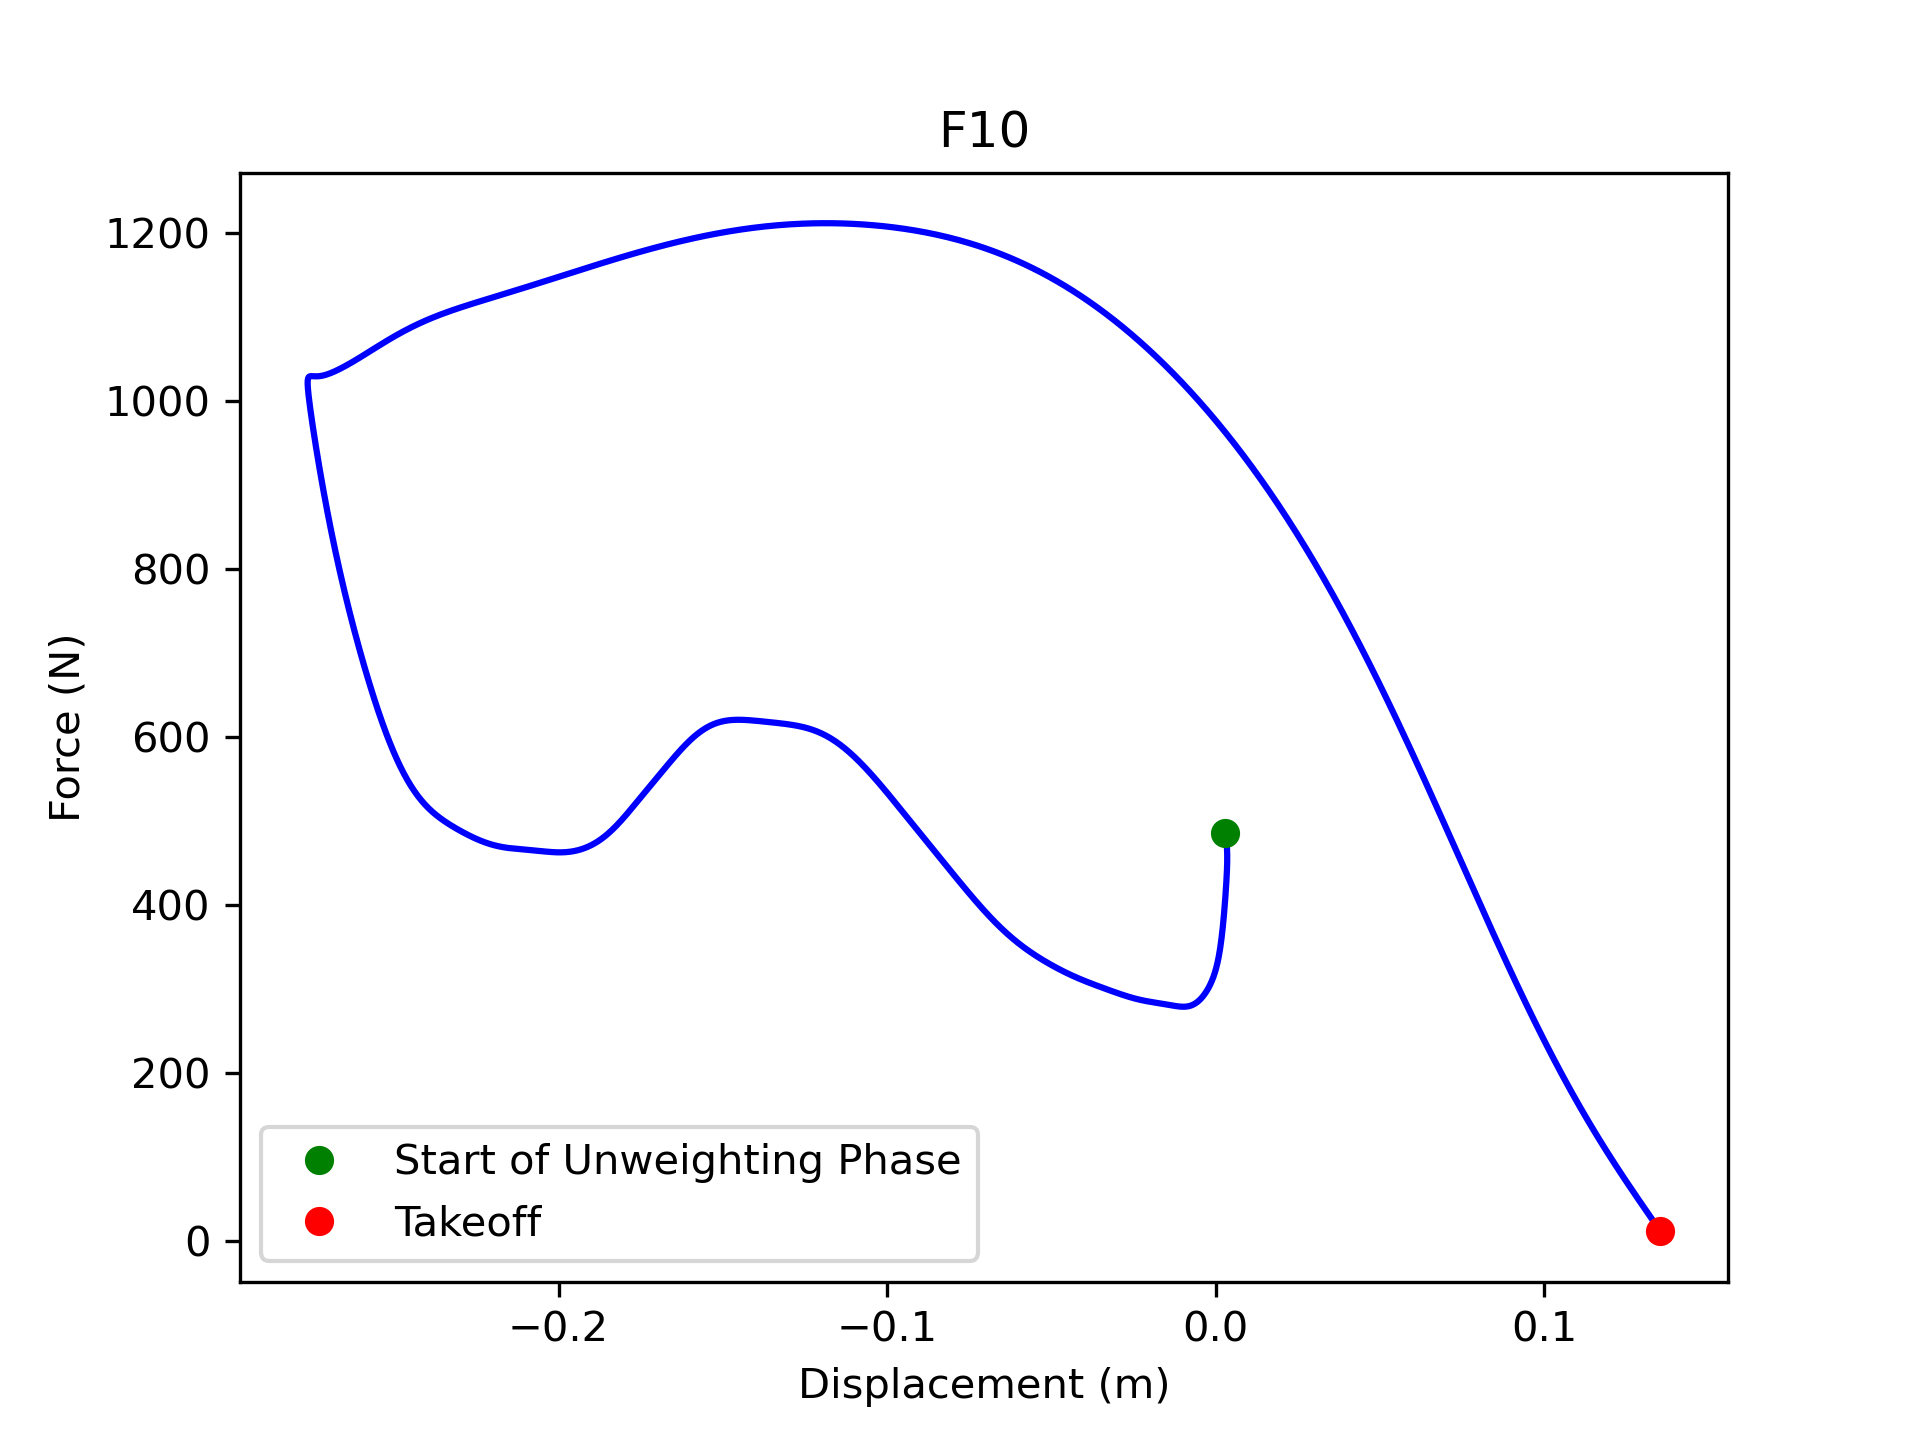 F10
1200
1000
800
600
400
200
0
Force (N)
Start of Unweighting Phase
Takeoff
−0.2
−0.1
0.0
0.1
Displacement (m)